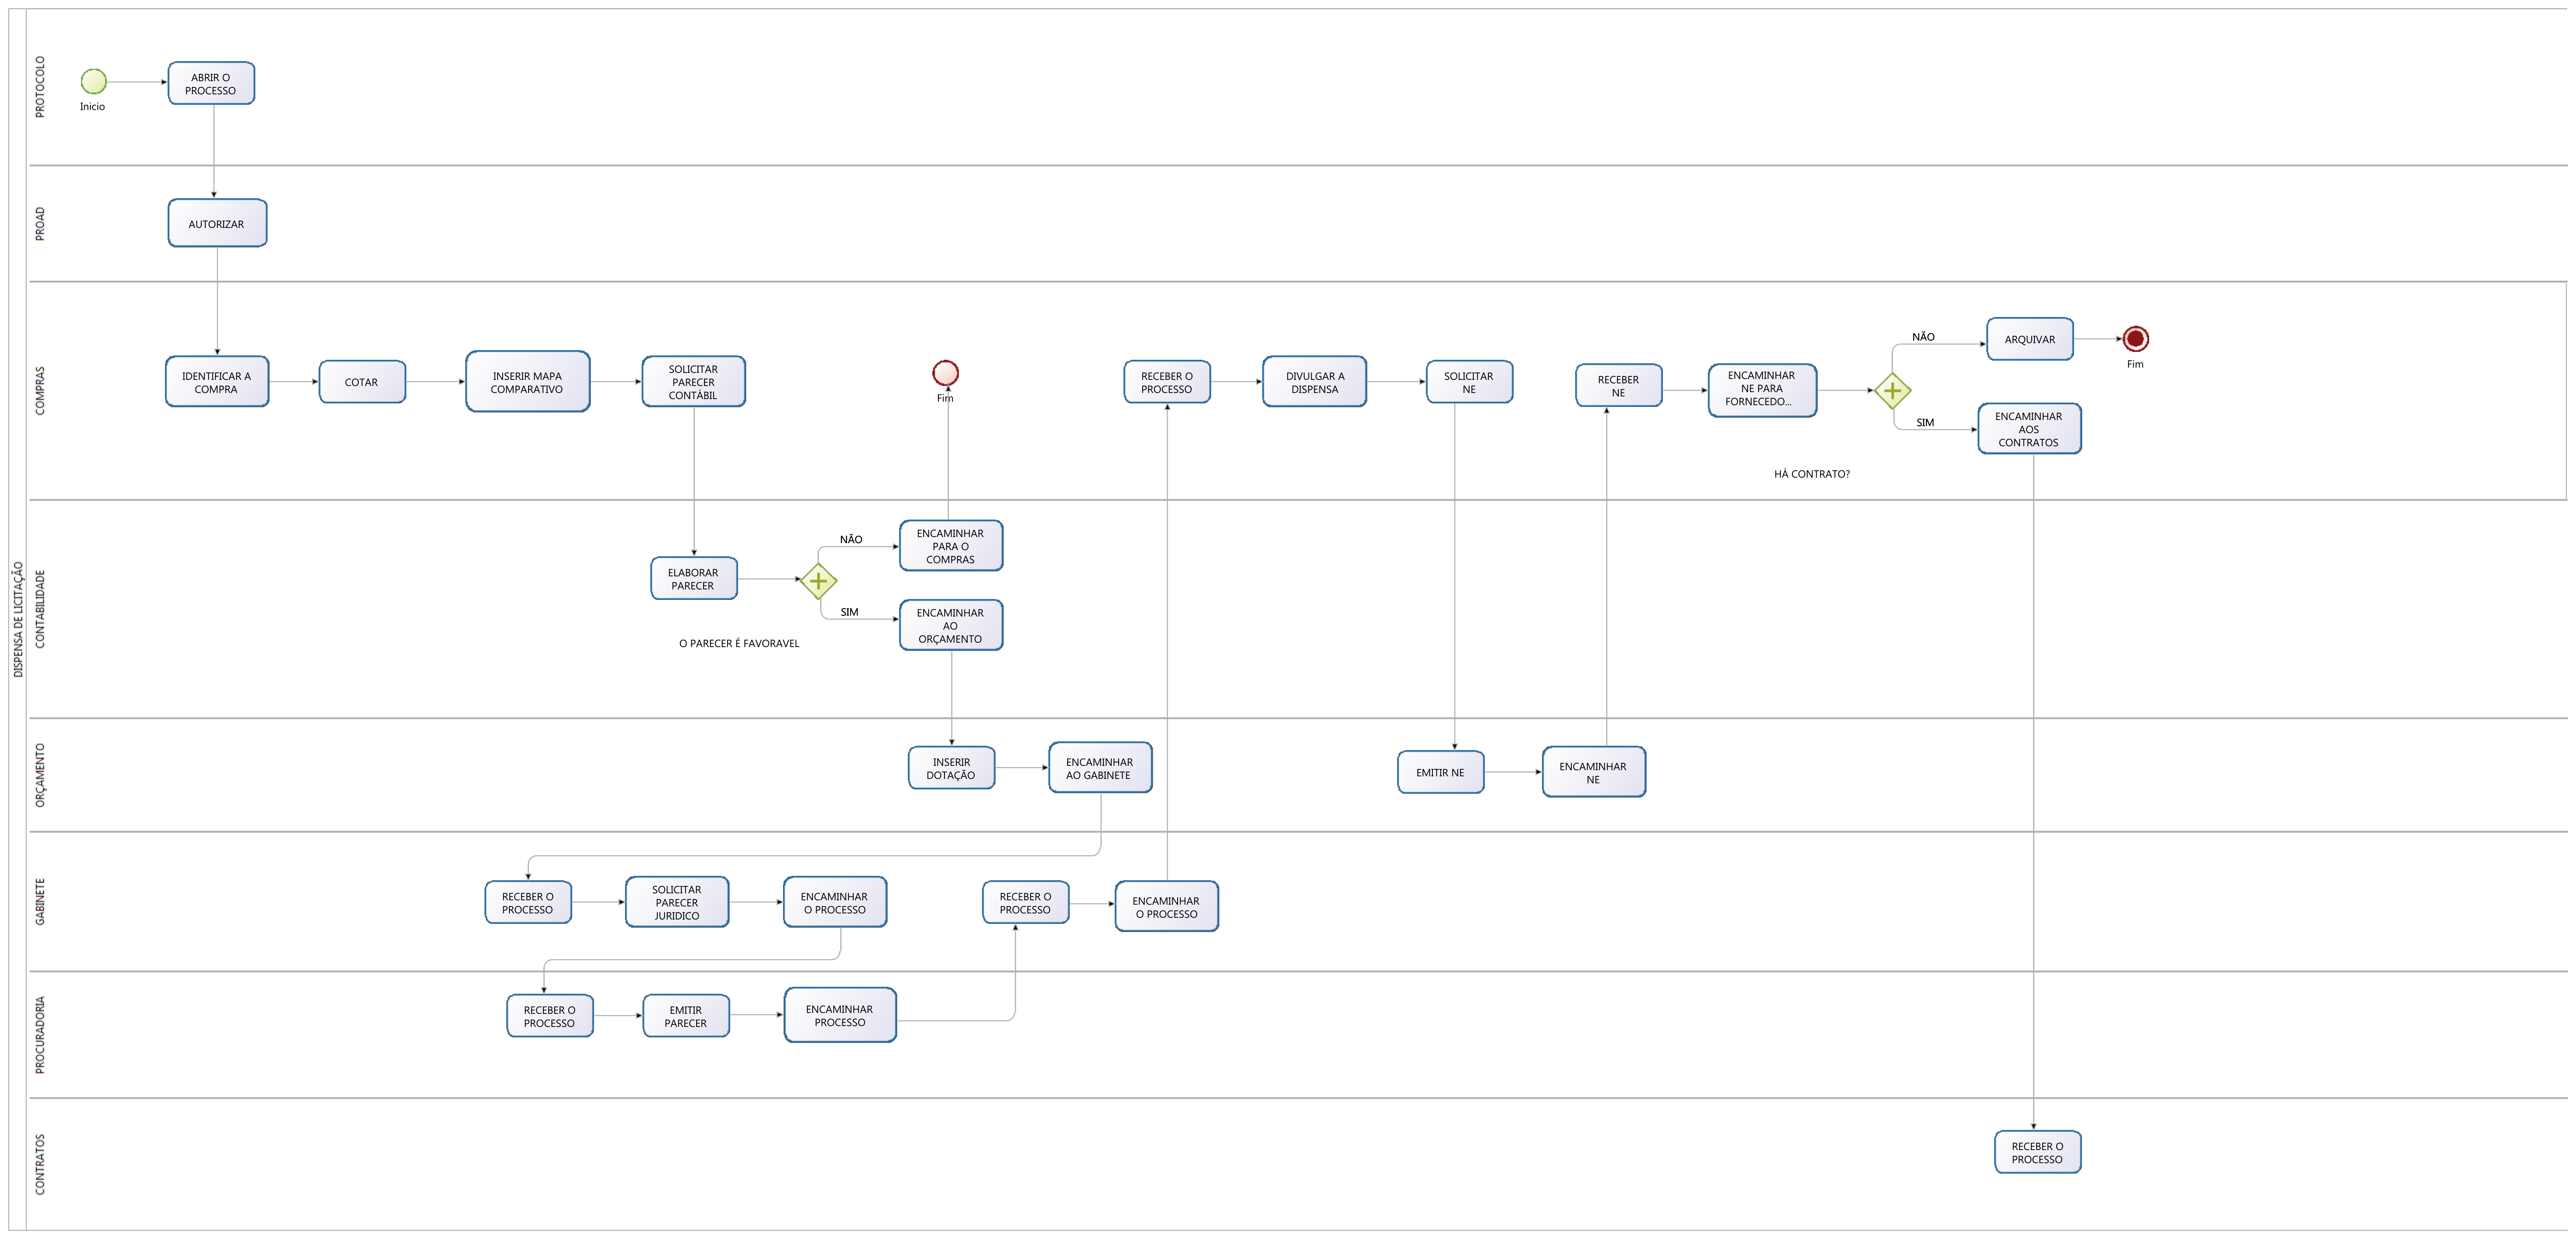 DISPENSA DE LICITAÇÃO
PROTOCOLO
Inicio
ABRIR O
PROCESSO
PROAD
AUTORIZAR
COMPRAS
IDENTIFICAR A
COMPRA
COTAR
INSERIR MAPA
COMPARATIVO
SOLICITAR
PARECER
CONTÁBIL
Fim
RECEBER O
PROCESSO
DIVULGAR A
DISPENSA
SOLICITAR
NE
RECEBER
NE
ENCAMINHAR
NE PARA
FORNECEDO...
HÁ CONTRATO?
NÃO
ARQUIVAR
Fim
SIM
ENCAMINHAR
AOS
CONTRATOS
CONTABILIDADE
ELABORAR
PARECER
O PARECER É FAVORAVEL
NÃO
ENCAMINHAR
PARA O
COMPRAS
SIM
ENCAMINHAR
AO
ORÇAMENTO
ORÇAMENTO
INSERIR
DOTAÇÃO
ENCAMINHAR
AO GABINETE
EMITIR NE
ENCAMINHAR
NE
GABINETE
RECEBER O
PROCESSO
SOLICITAR
PARECER
JURIDICO
ENCAMINHAR
O PROCESSO
RECEBER O
PROCESSO
ENCAMINHAR
O PROCESSO
PROCURADORIA
RECEBER O
PROCESSO
EMITIR
PARECER
ENCAMINHAR
PROCESSO
CONTRATOS
RECEBER O
PROCESSO